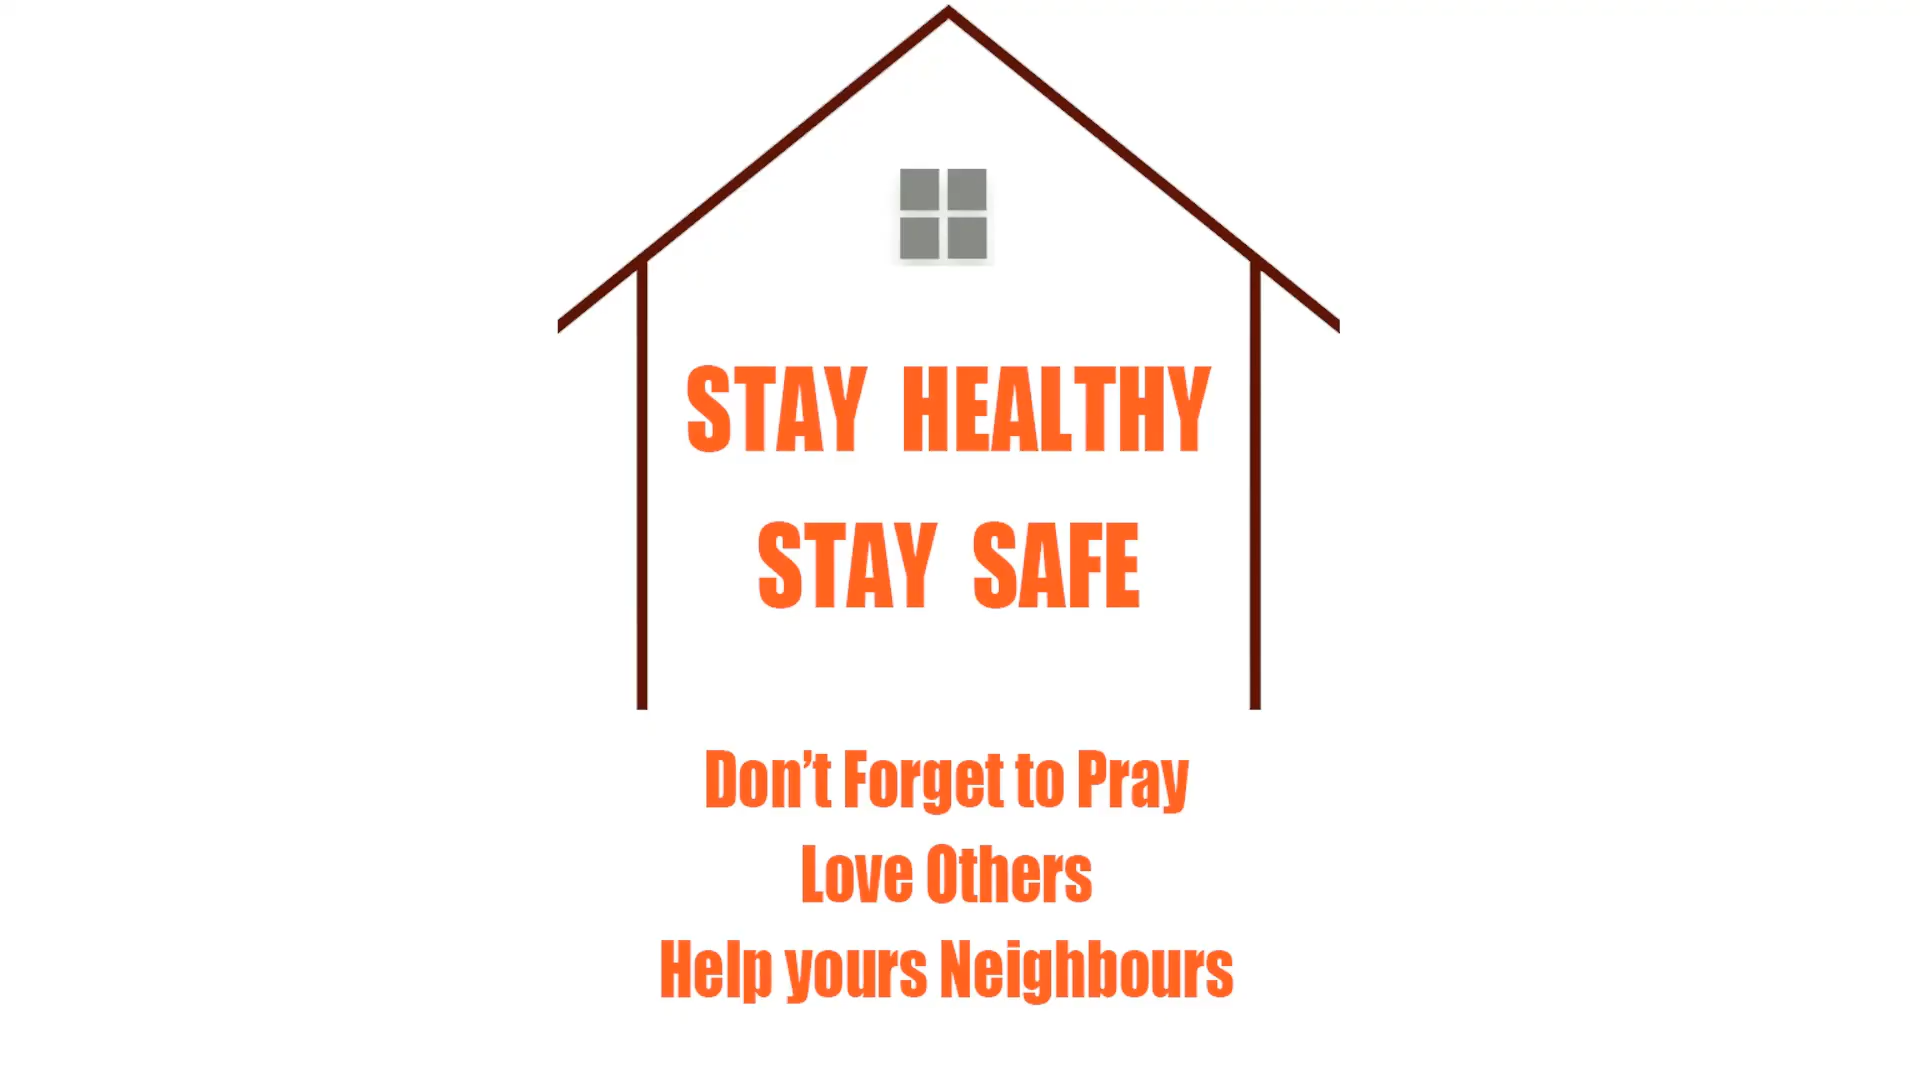 STAY HEALTHY
STAY SAFE
Don’t Forget to Pray
Love Others
Help yours Neighbours